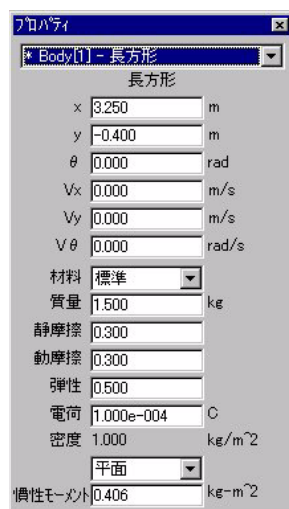 プロパティ
* Body[1] - 長方形
長方形
x 3.250 m
y -0.400 m
θ 0.000 rad
Vx 0.000 m/s
Vy 0.000 m/s
Vθ 0.000 rad/s
材料 標準
質量 1.500 kg
静摩擦 0.300
動摩擦 0.300
弾性 0.500
電荷 1.000e-004 C
密度 1.000 kg/m^2
平面
慣性モーメント 0.406 kg-m^2